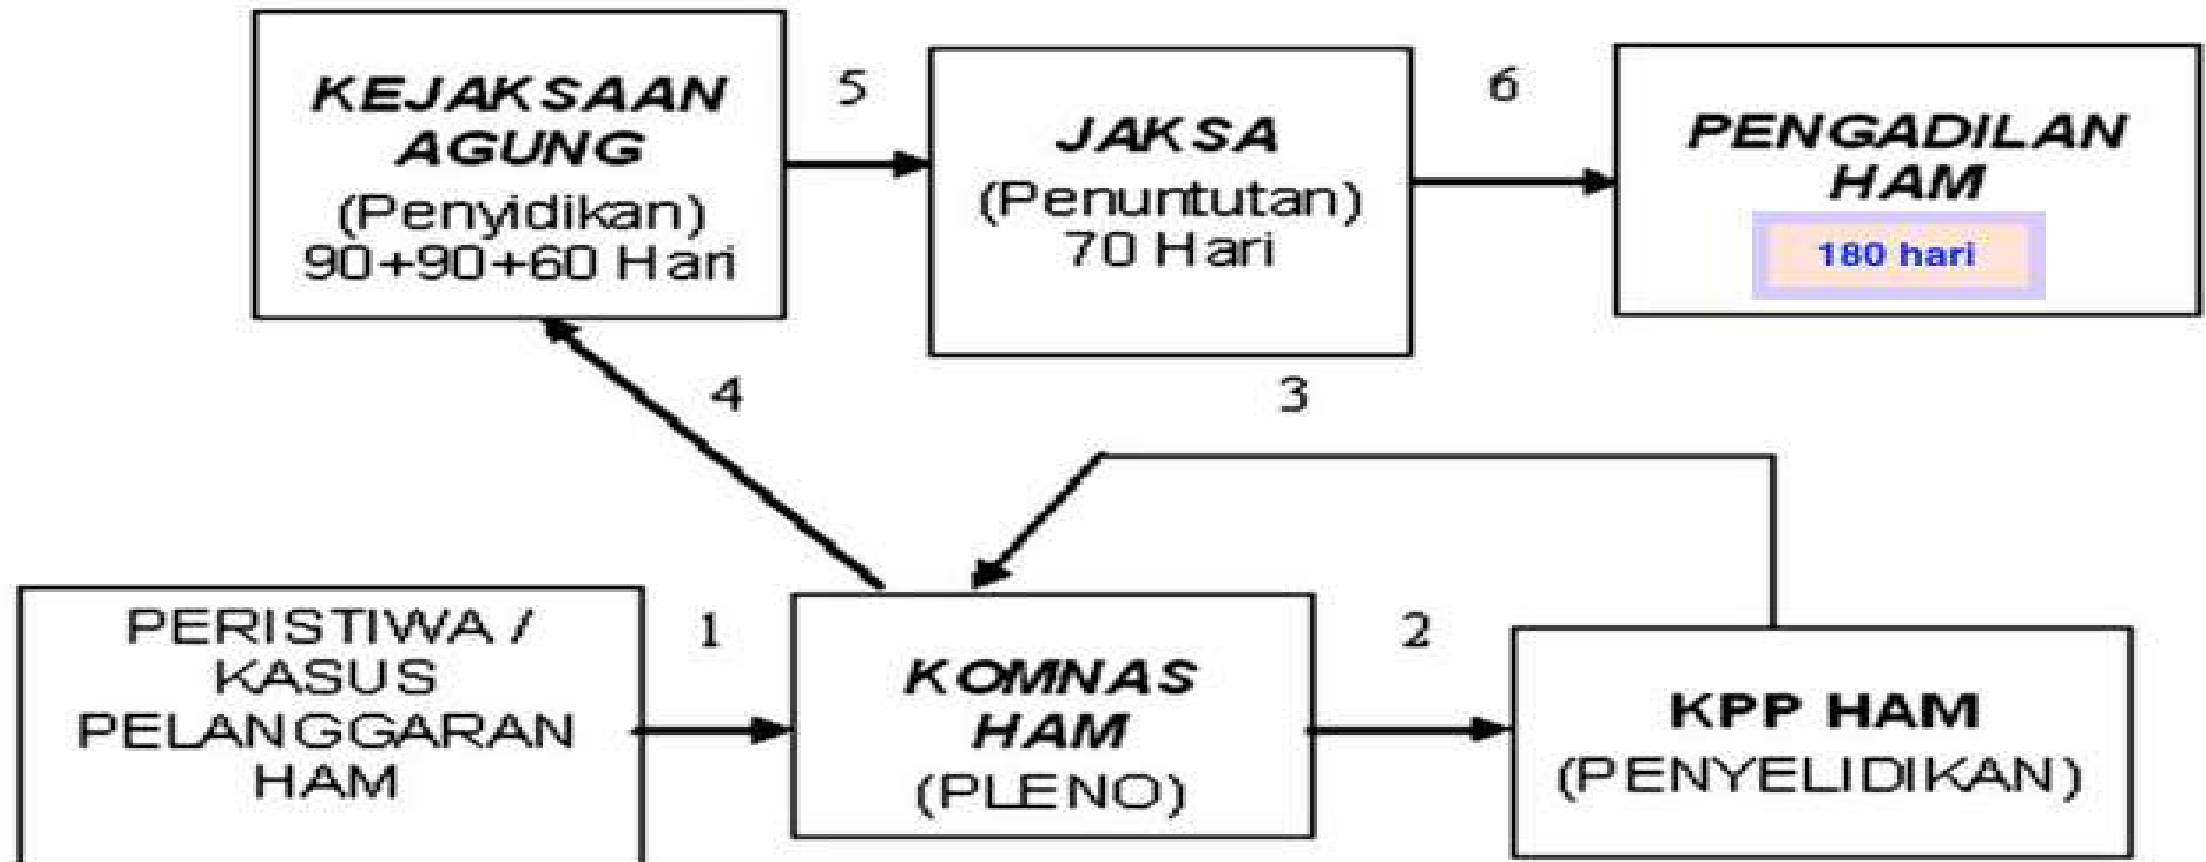 KEJAKSAAN
AGUNG
(Penyidikan)
90+90+60 Hari
5
JAKSA
(Penuntutan)
70 Hari
6
PENGADILAN
HAM
180 hari
4
3
PERISTIWA /
KASUS
PELANGGARAN
HAM
1
KOMNAS
HAM
(PLENO)
2
KPP HAM
(PENYELIDIKAN)